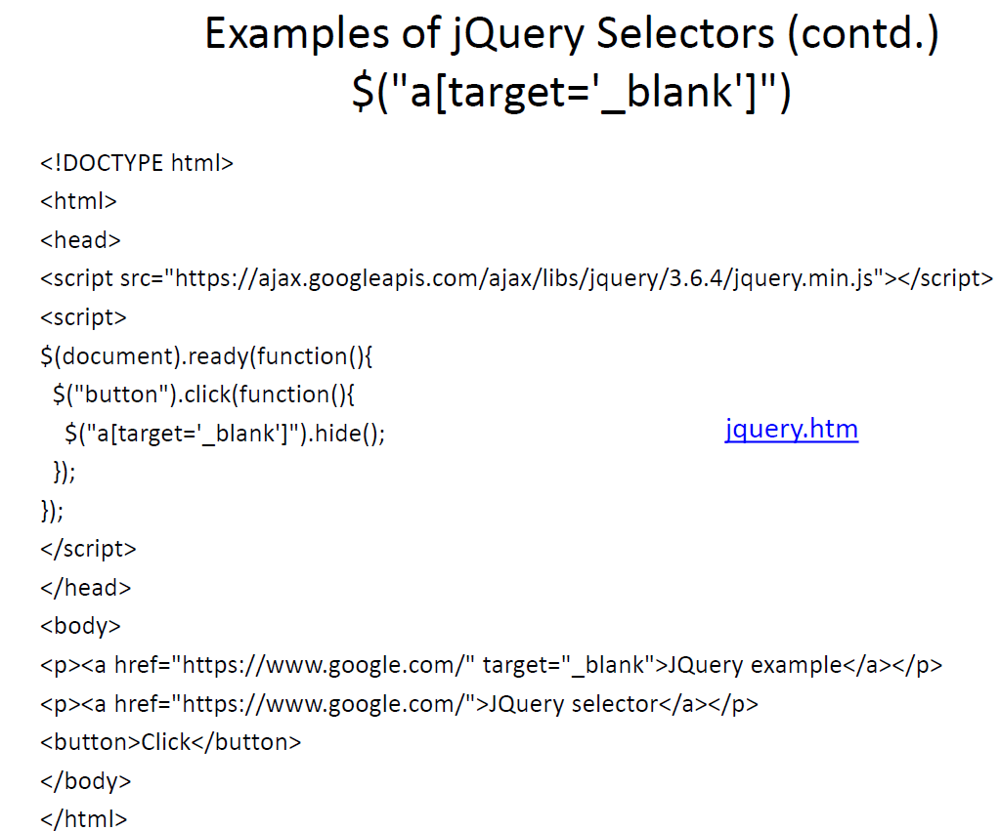 Examples of jQuery Selectors (contd.)
$("a[target='_blank']")
<!DOCTYPE html>
<html>
<head>
<script src="https://ajax.googleapis.com/ajax/libs/jquery/3.6.4/jquery.min.js"></script>
<script>
$(document).ready(function(){
  $("button").click(function(){
    $("a[target='_blank']").hide();
jquery.htm
  });
});
</script>
</head>
<body>
<p><a href="https://www.google.com/" target="_blank">JQuery example</a></p>
<p><a href="https://www.google.com/">JQuery selector</a></p>
<button>Click</button>
</body>
</html>